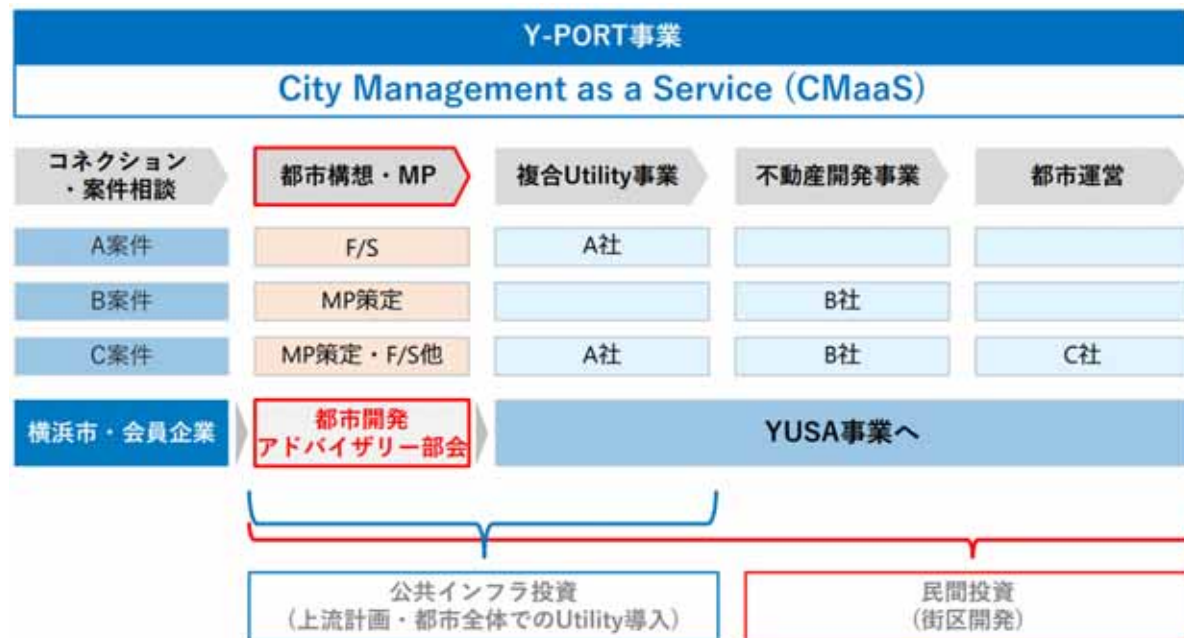 Y-PORT事業
City Management as a Service (CMaaS)
コネクション
・案件相談
都市構想・MP
複合Utility事業
不動産開発事業
都市運営
A案件
F/S
A社
B案件
MP策定
B社
C案件
MP策定・F/S他
A社
B社
C社
横浜市・会員企業
都市開発
アドバイザリー部会
YUSA事業へ
公共インフラ投資
(上流計画・都市全体でのUtility導入)
民間投資
(街区開発)